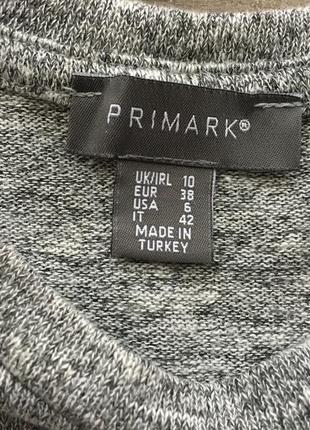 PRIMARK®
UK/IRL 10
EUR 38
USA 6
IT 42
MADE IN
TURKEY